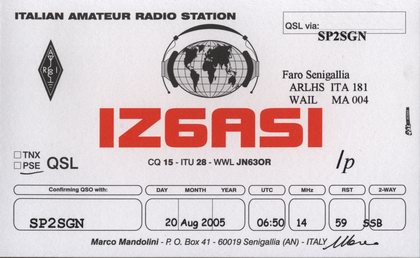 ITALIAN AMATEUR RADIO STATION
QSL via:
SP2SGN
ARI
Faro Senigallia
ARLHS ITA 181
WAIL MA 004
IZ6ASI
TNX
PSE
QSL
CQ 15 - ITU 28 - WWL JN63OR
/p
Confirming QSO with: DAY MONTH YEAR UTC MHz RST 2-WAY
SP2SGN 20 Aug 2005 06:50 14 59 SSB
Marco Mandolini - P. O. Box 41 - 60019 Senigallia (AN) - ITALY